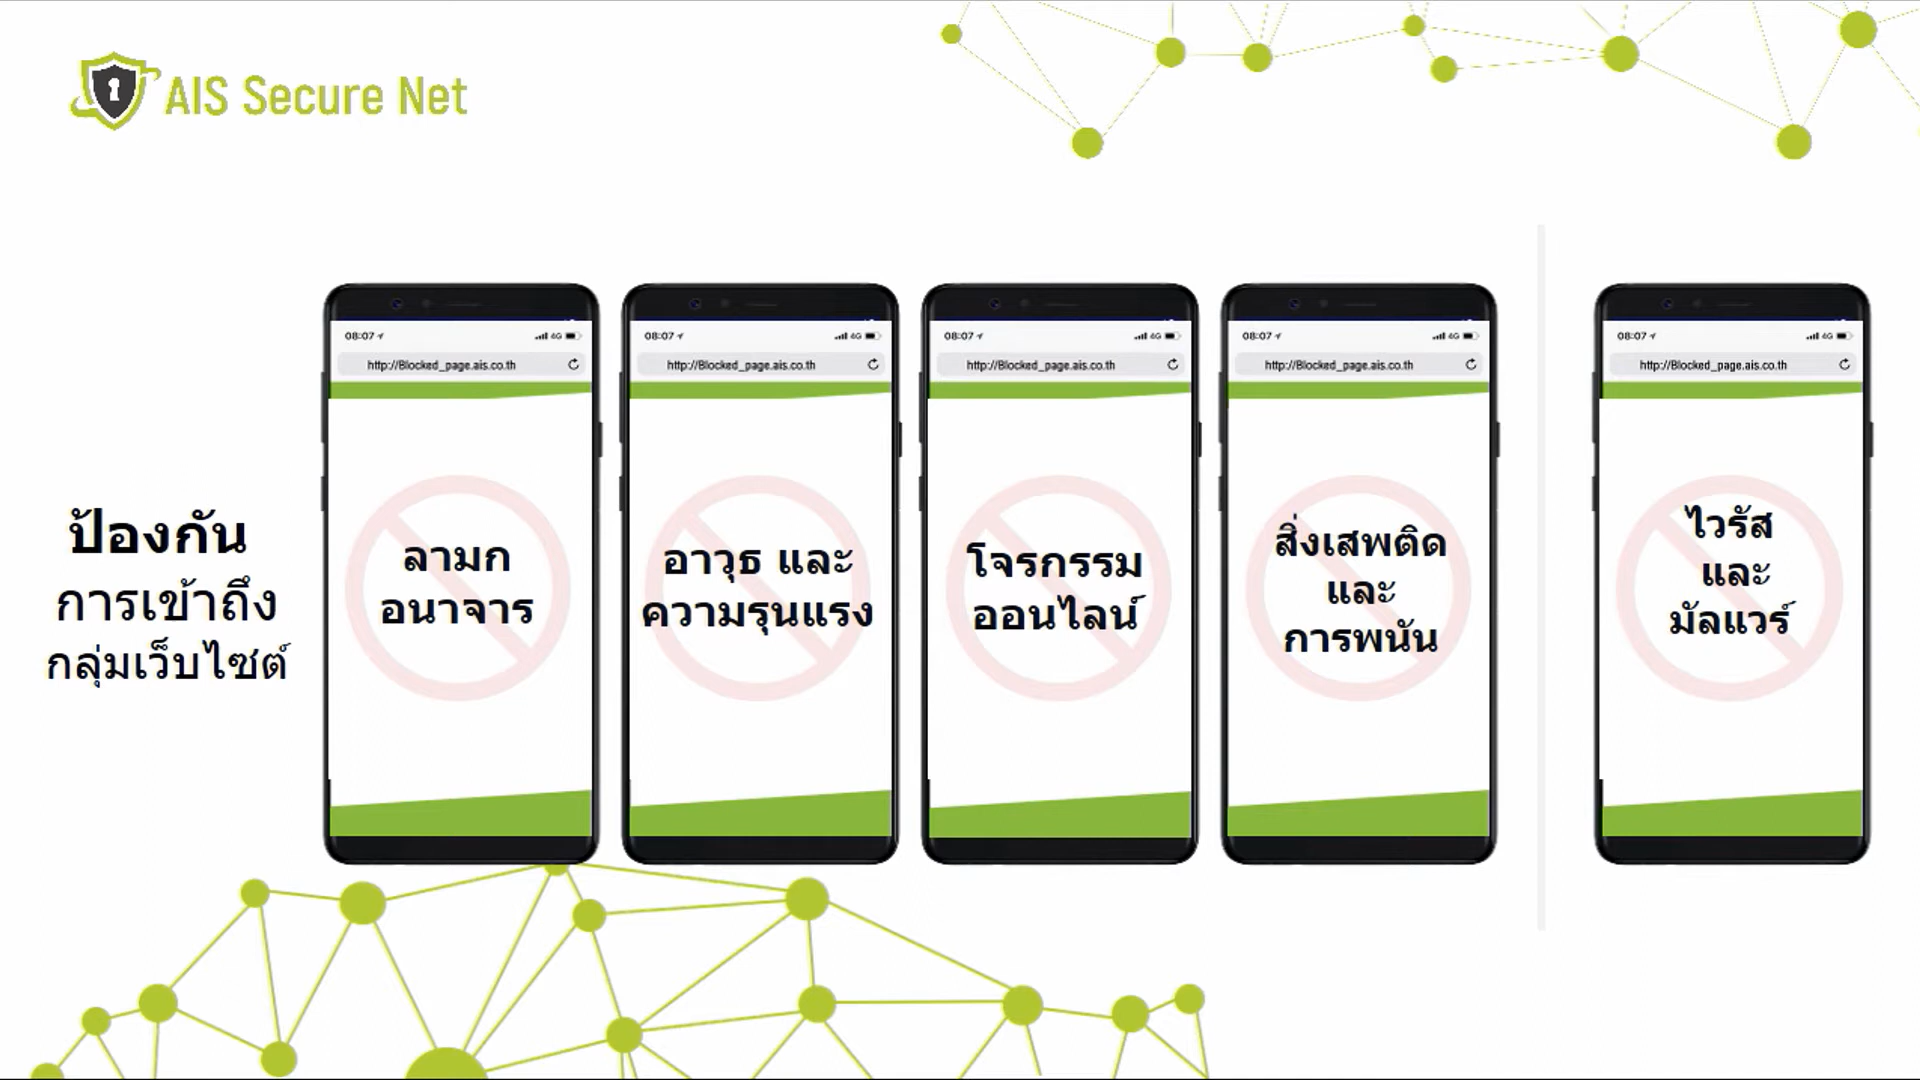 AIS Secure Net
ป้องกัน
การเข้าถึง
กลุ่มเว็บไซต์
08:07
4G
http://Blocked_page.ais.co.th
ลามก
อนาจาร
08:07
4G
http://Blocked_page.ais.co.th
อาวุธ และ
ความรุนแรง
08:07
4G
http://Blocked_page.ais.co.th
โจรกรรม
ออนไลน์
08:07
4G
http://Blocked_page.ais.co.th
สิ่งเสพติด
และ
การพนัน
08:07
4G
http://Blocked_page.ais.co.th
ไวรัส
และ
มัลแวร์